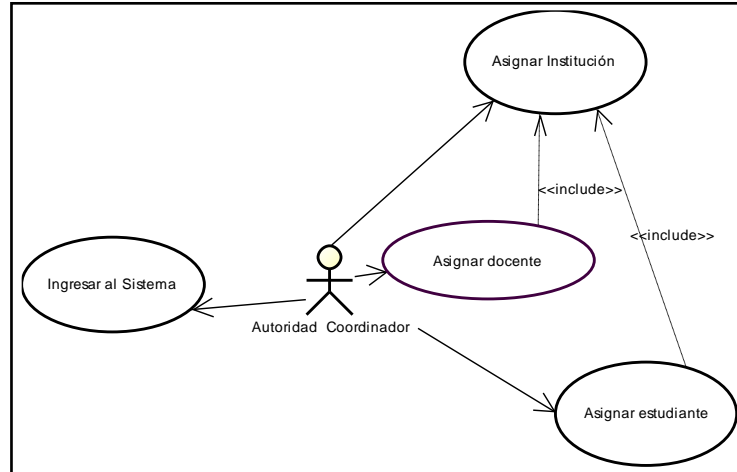 Asignar Institución
<<include>>
<<include>>
Asignar docente
Ingresar al Sistema
Autoridad Coordinador
Asignar estudiante